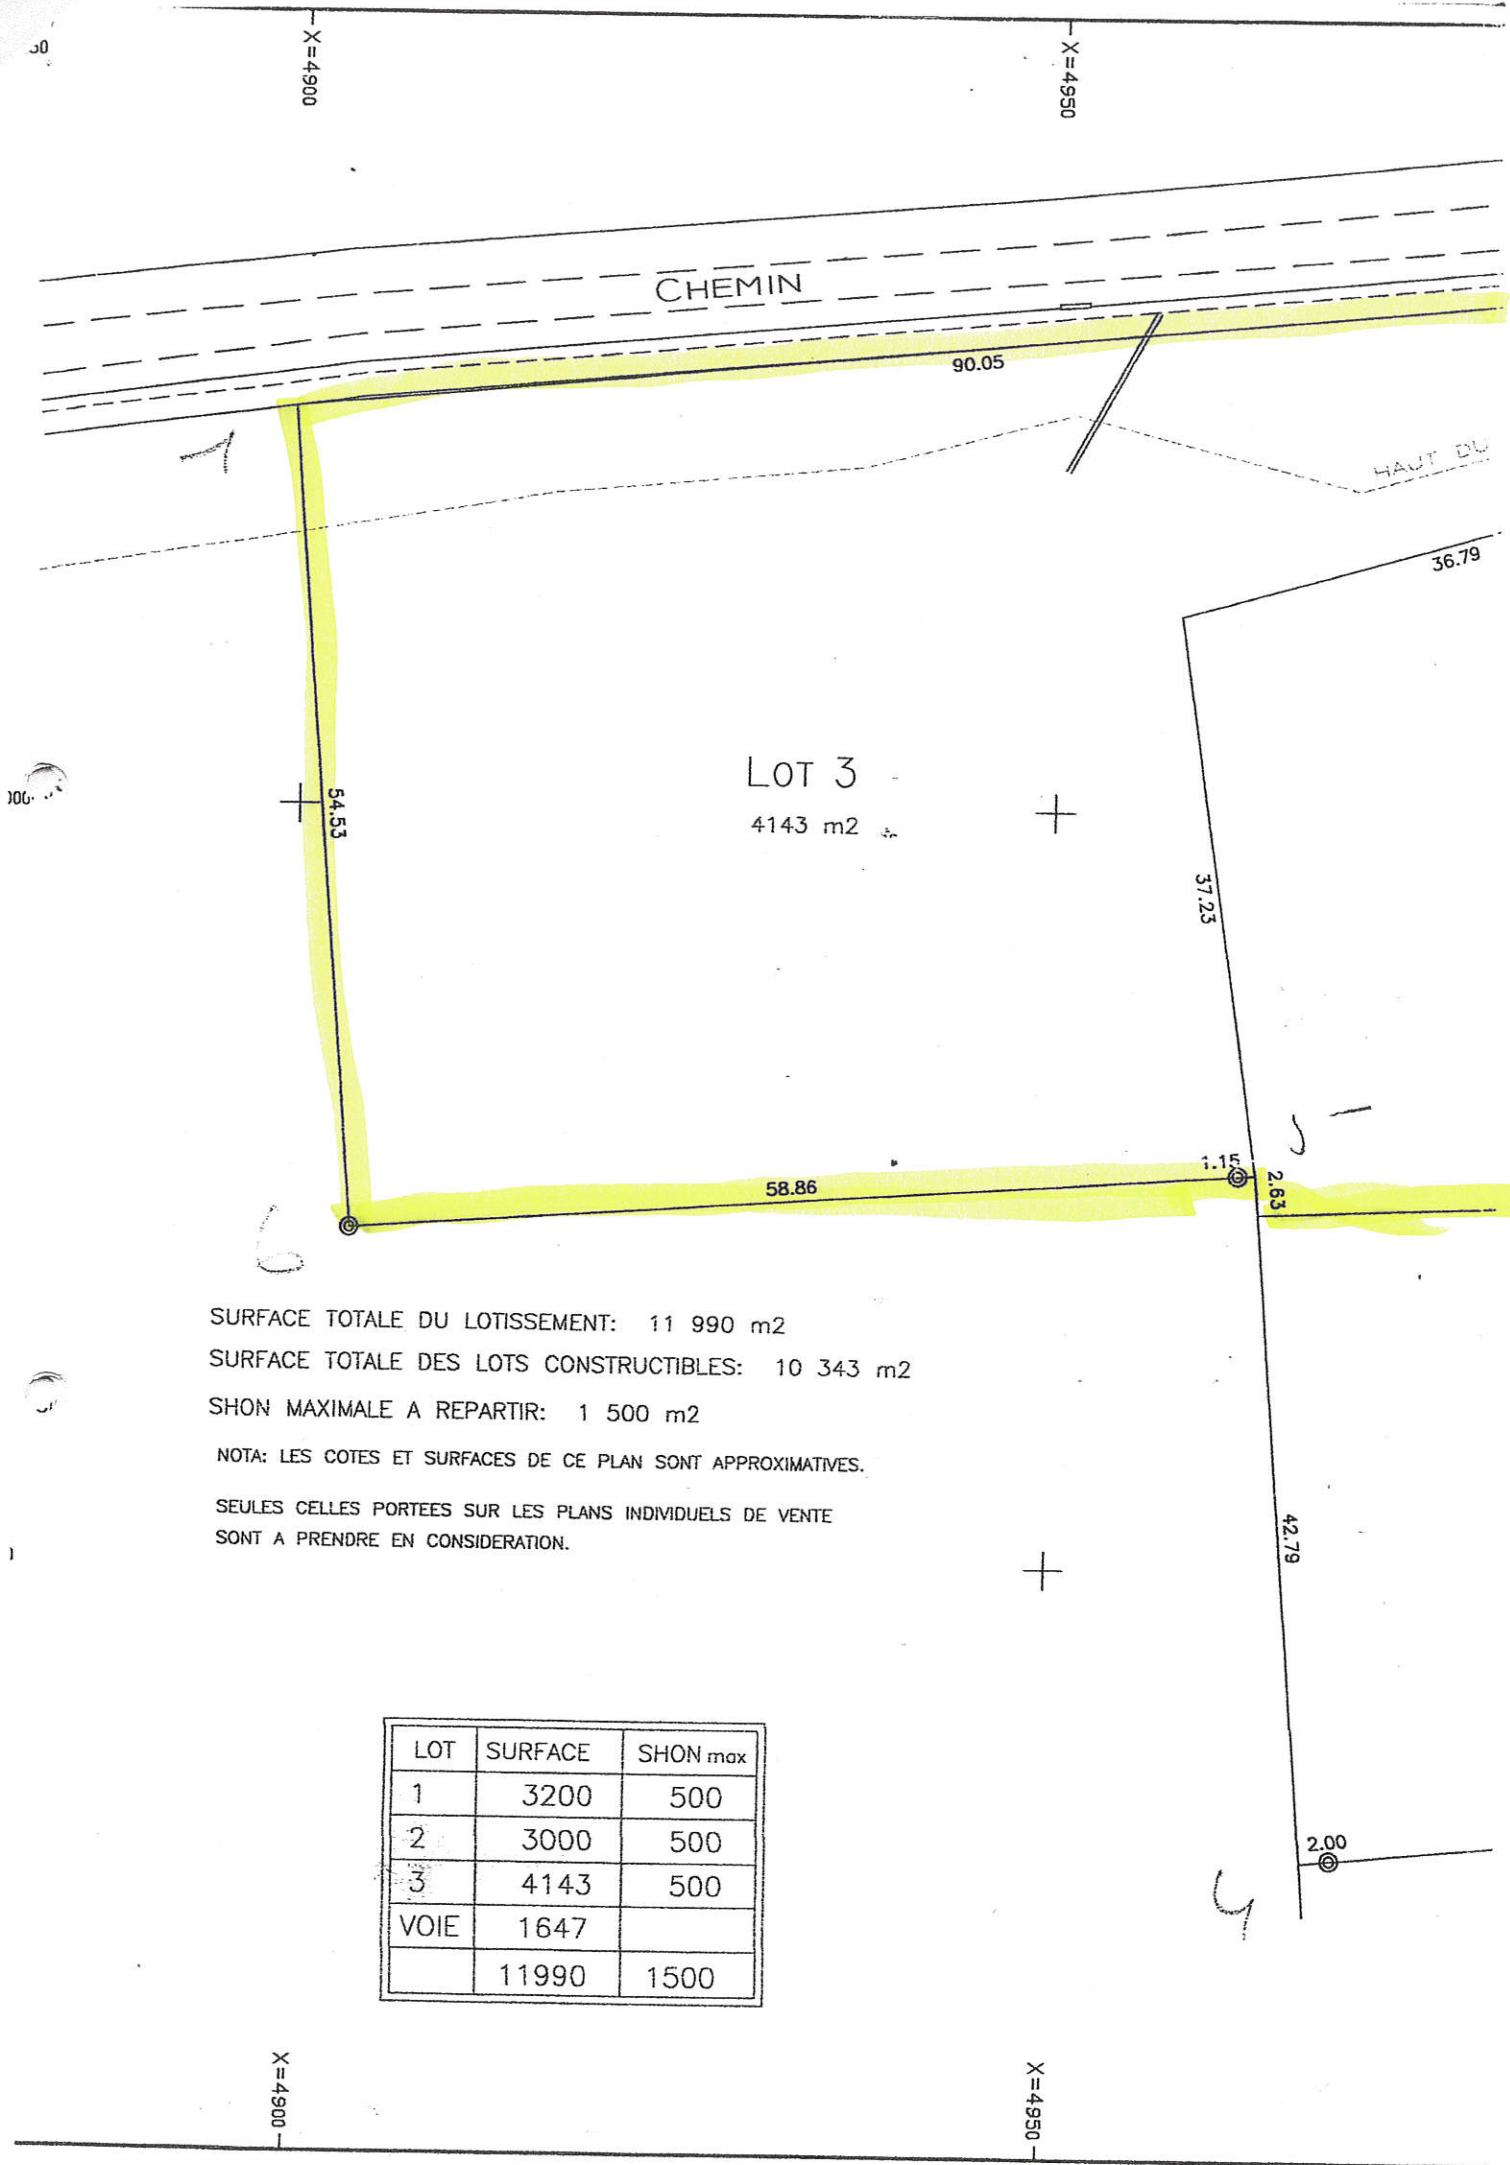 X=4900
X=4950
CHEMIN
90.05
1
HAUT DU
36.79
LOT 3
4143 m2
54.53
37.23
5
1.15
2.63
58.86
6
SURFACE TOTALE DU LOTISSEMENT: 11 990 m2
SURFACE TOTALE DES LOTS CONSTRUCTIBLES: 10 343 m2
SHON MAXIMALE A REPARTIR: 1 500 m2
NOTA: LES COTES ET SURFACES DE CE PLAN SONT APPROXIMATIVES.
SEULES CELLES PORTEES SUR LES PLANS INDIVIDUELS DE VENTE
SONT A PRENDRE EN CONSIDERATION.
42.79
2.00
4
LOT SURFACE SHON max
1 3200 500
2 3000 500
3 4143 500
VOIE 1647
11990 1500
X=4900
X=4950